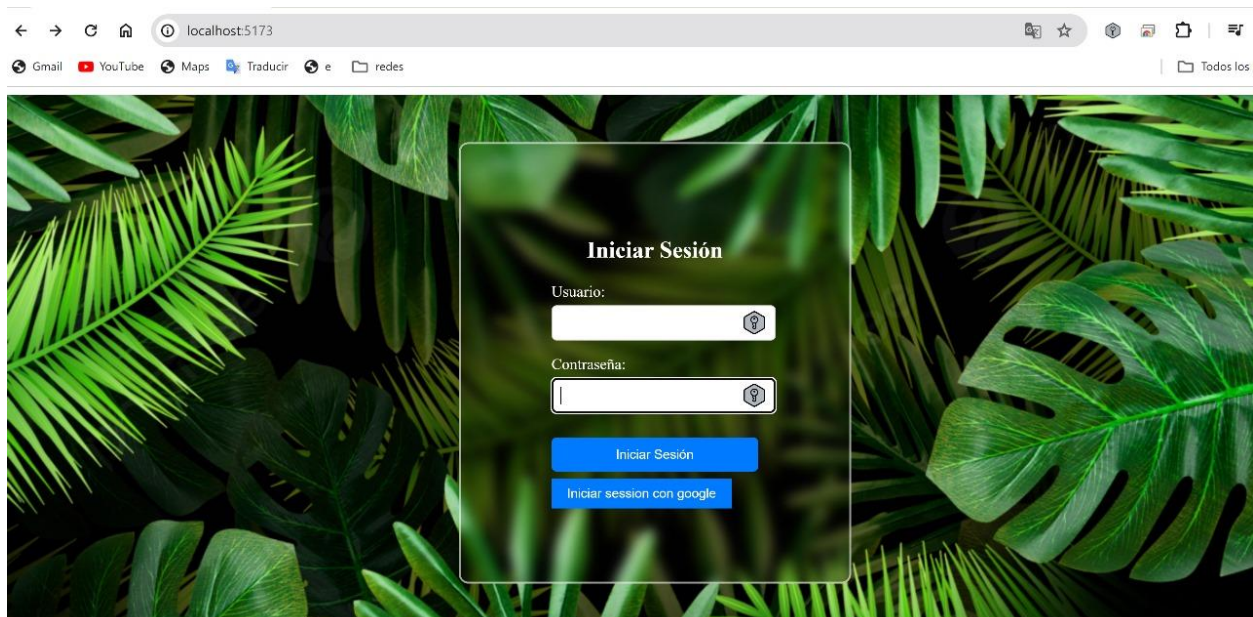 localhost:5173
Gmail YouTube Maps Traducir e redes Todos los
Iniciar Sesión
Usuario:
Contraseña:
Iniciar Sesión
Iniciar session con google